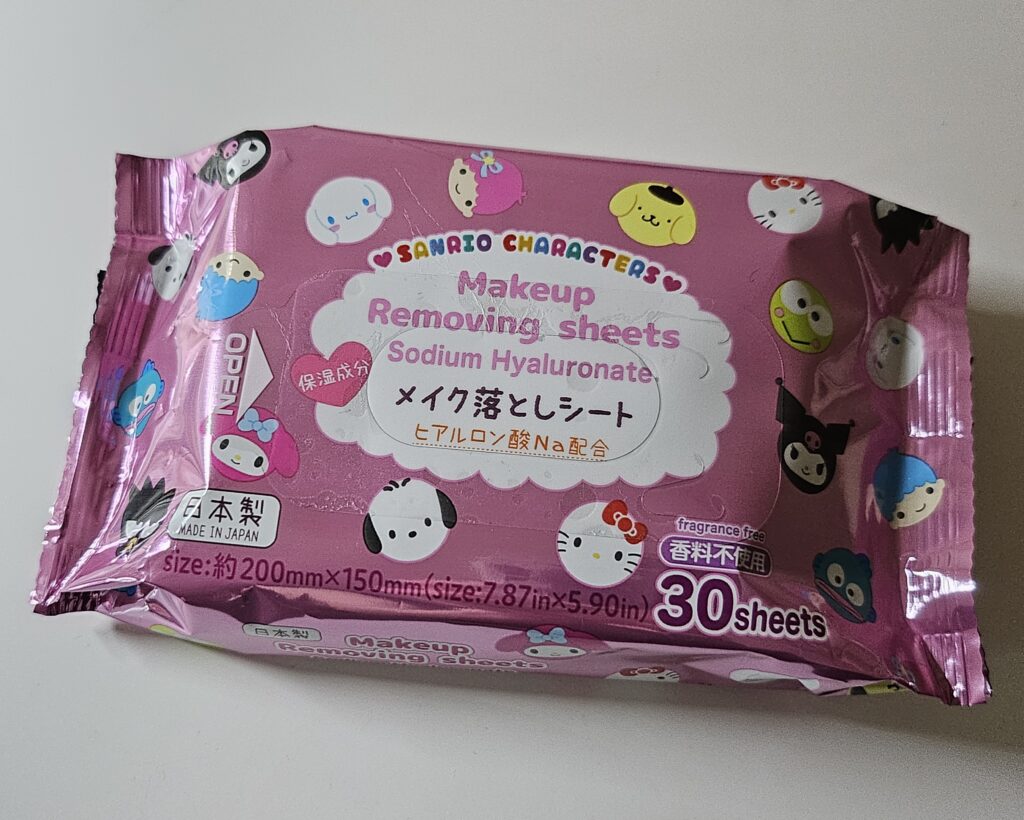 SANRIO CHARACTERS
Makeup
Removing sheets
Sodium Hyaluronate.
保湿成分
メイク落としシート
ヒアルロン酸Na配合
OPEN
日本製
MADE IN JAPAN
fragrance free
香料不使用
size:約200mm×150mm(size:7.87in×5.90in)
30sheets
日本製
Makeup
Removing sheets